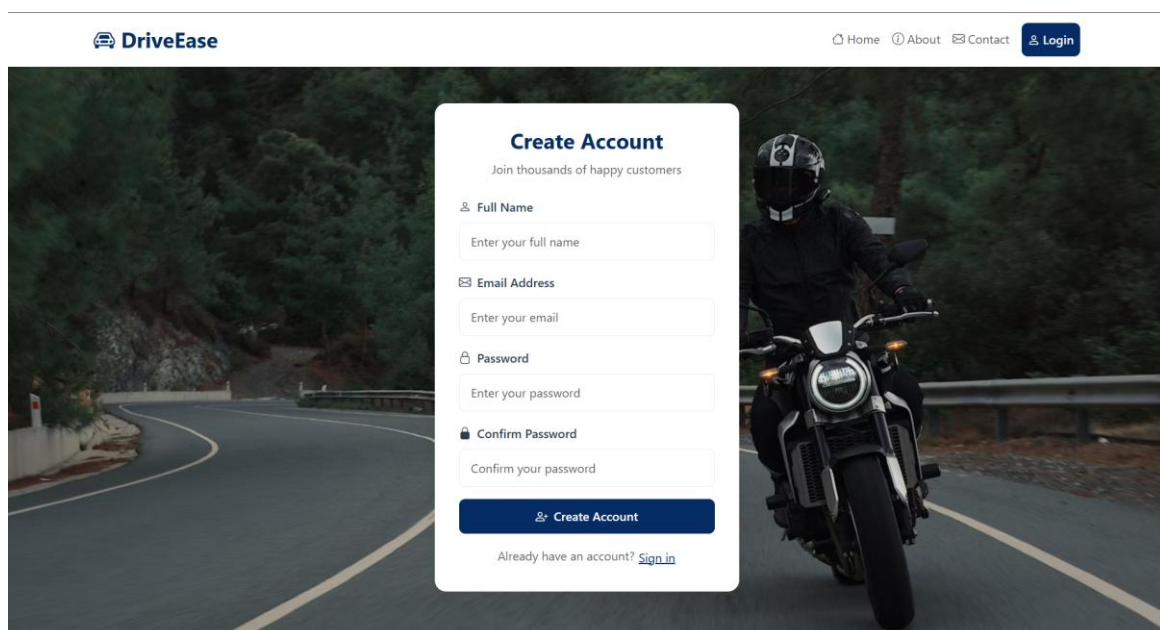 DriveEase
Home About Contact Login
Create Account
Join thousands of happy customers
Full Name
Enter your full name
Email Address
Enter your email
Password
Enter your password
Confirm Password
Confirm your password
Create Account
Already have an account? Sign in